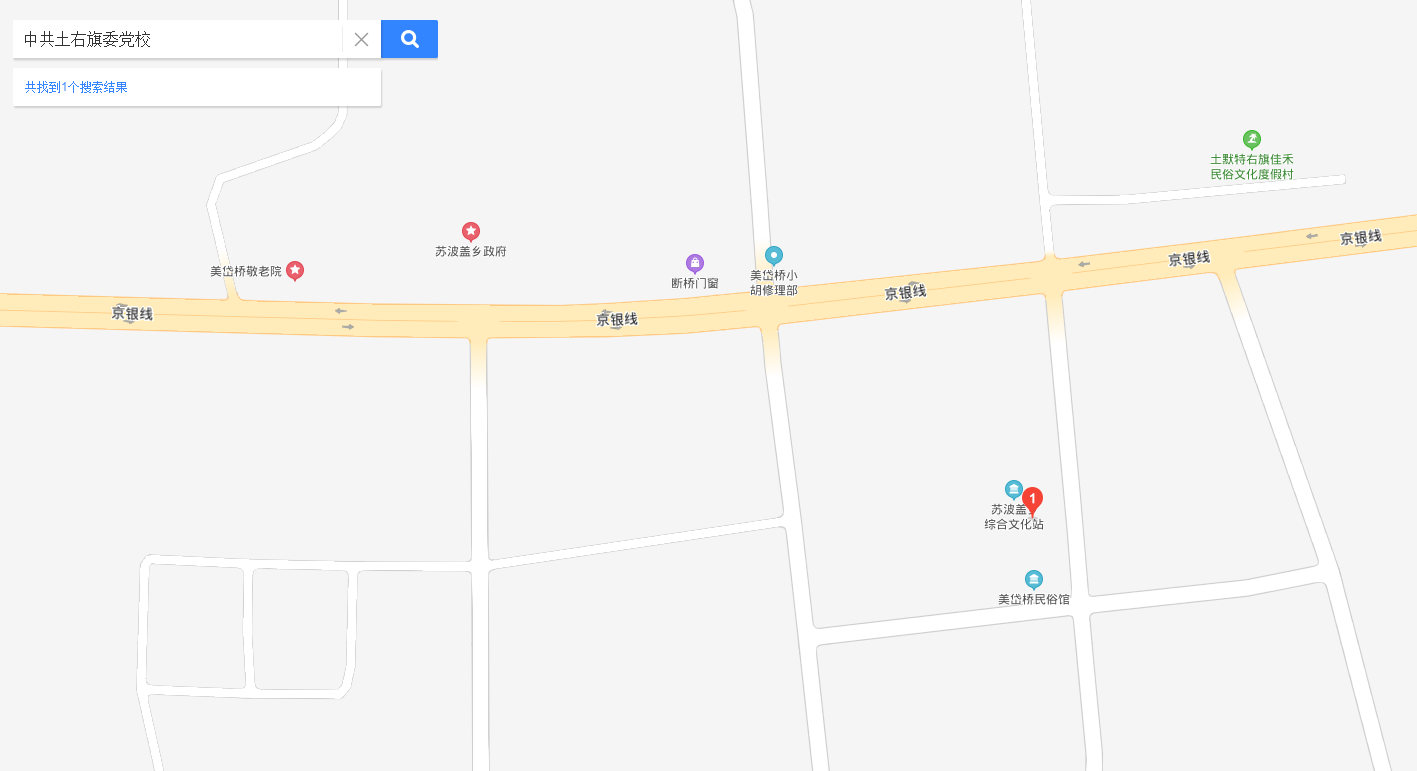 中共土右旗委党校
共找到1个搜索结果
土默特右旗佳禾
民俗文化度假村
京银线
苏波盖乡政府
京银线
美岱桥敬老院
美岱桥小
胡修理部
断桥门窗
京银线
京银线
京银线
1
苏波盖
综合文化站
美岱桥民俗馆